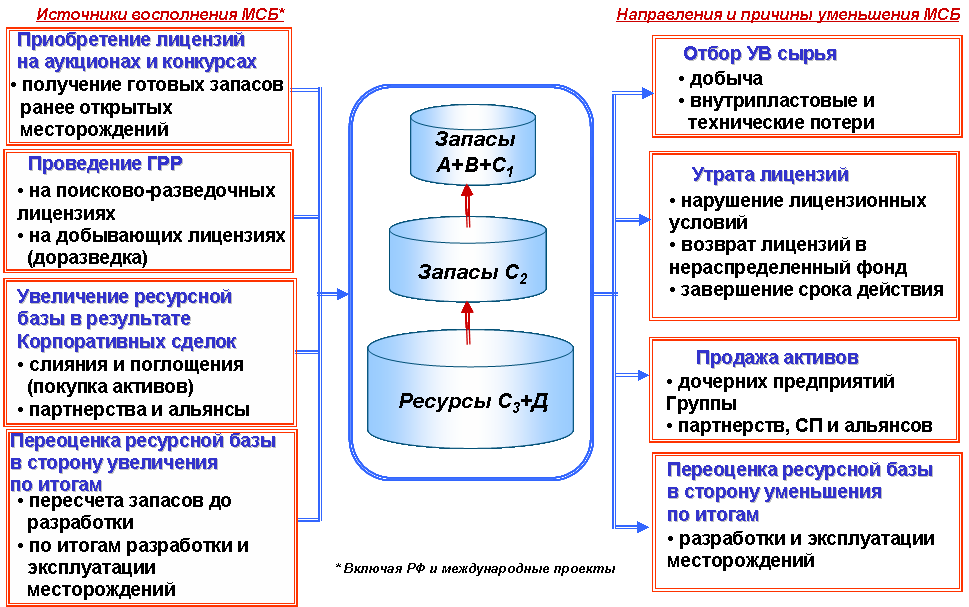 Источники восполнения МСБ*
Приобретение лицензий
на аукционах и конкурсах
• получение готовых запасов
ранее открытых
месторождений
Проведение ГРР
• на поисково-разведочных
лицензиях
• на добывающих лицензиях
(доразведка)
Увеличение ресурсной
базы в результате
Корпоративных сделок
• слияния и поглощения
(покупка активов)
• партнерства и альянсы
Переоценка ресурсной базы
в сторону увеличения
по итогам
• пересчета запасов до
разработки
• по итогам разработки и
эксплуатации
месторождений
Запасы
А+В+С1
Запасы С2
Ресурсы С3+Д
* Включая РФ и международные проекты
Направления и причины уменьшения МСБ
Отбор УВ сырья
• добыча
• внутрипластовые и
технические потери
Утрата лицензий
• нарушение лицензионных
условий
• возврат лицензий в
нераспределенный фонд
• завершение срока действия
Продажа активов
• дочерних предприятий
Группы
• партнерств, СП и альянсов
Переоценка ресурсной базы
в сторону уменьшения
по итогам
• разработки и эксплуатации
месторождений